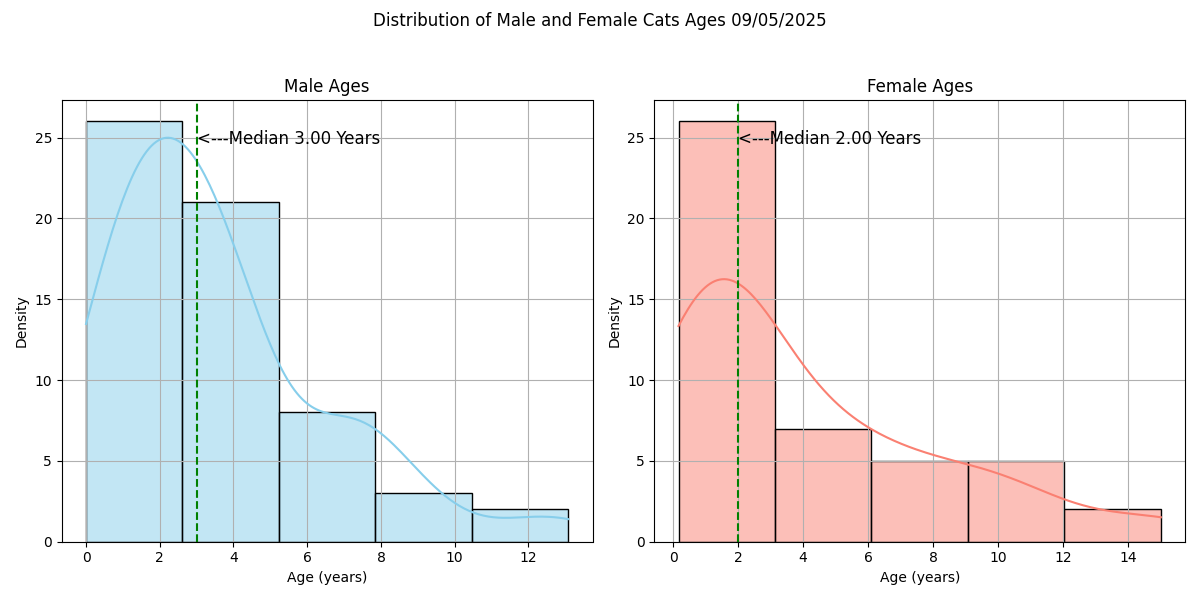 Distribution of Male and Female Cats Ages 09/05/2025
Male Ages
Density
25
20
15
10
5
0
<---Median 3.00 Years
0 2 4 6 8 10 12
Age (years)
Female Ages
Density
25
20
15
10
5
0
<---Median 2.00 Years
0 2 4 6 8 10 12 14
Age (years)